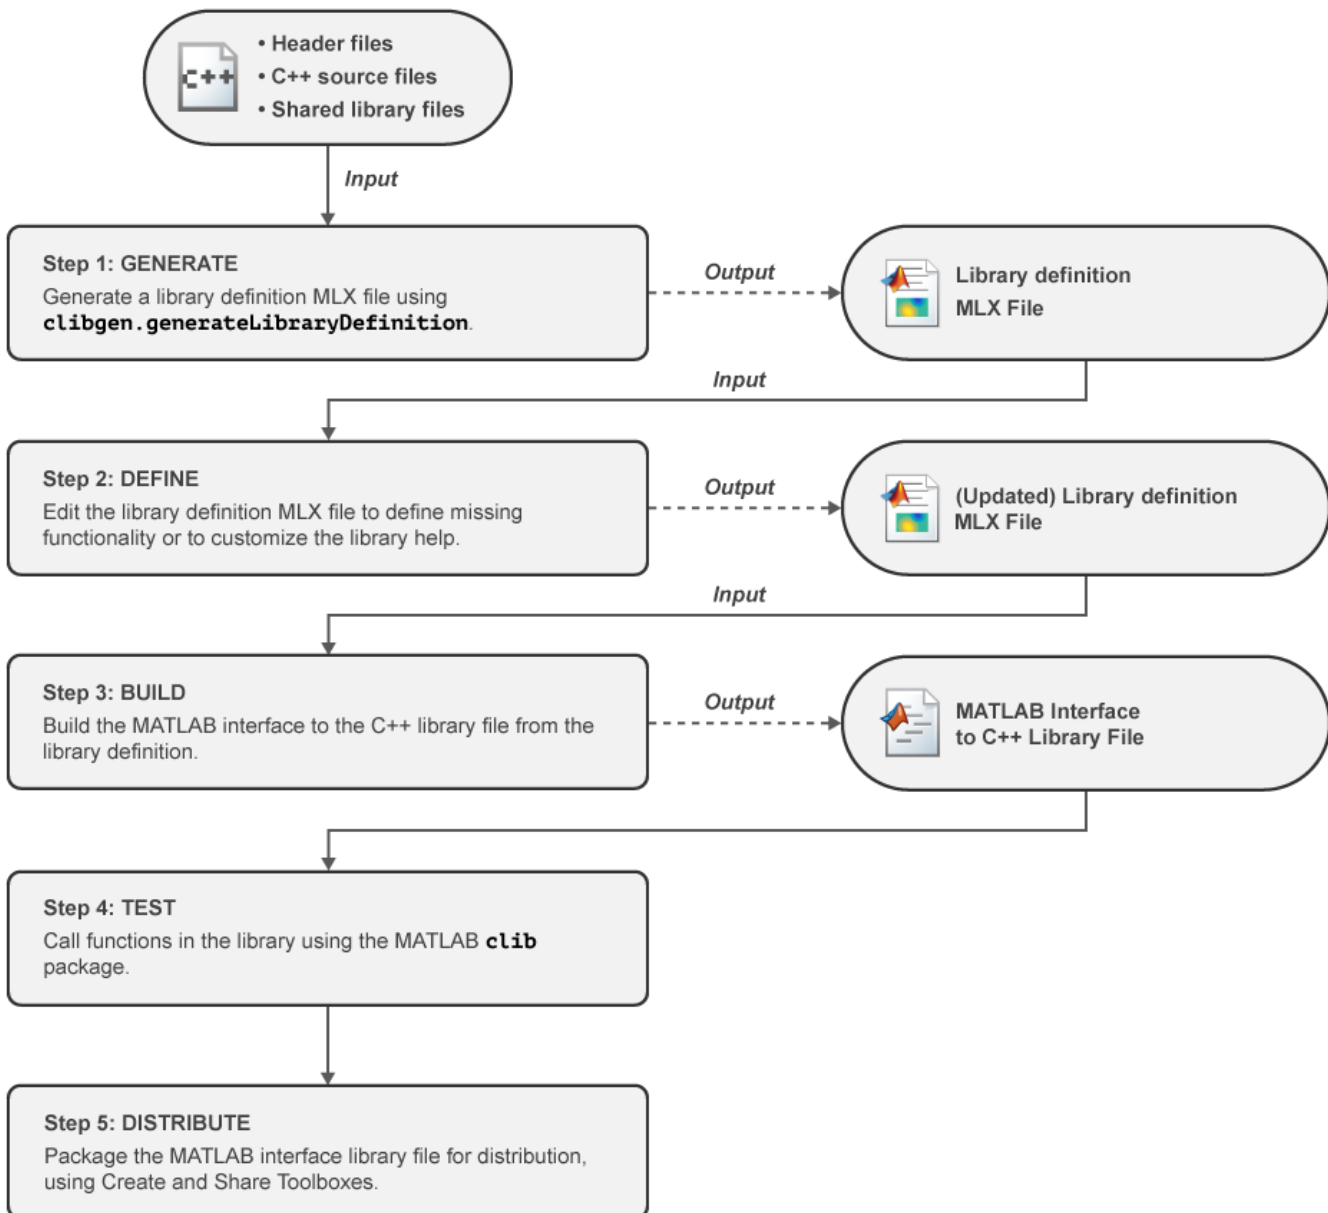 C++
• Header files
• C++ source files
• Shared library files
Input
Step 1: GENERATE
Generate a library definition MLX file using
clibgen.generateLibraryDefinition.
Output
Library definition
MLX File
Input
Step 2: DEFINE
Edit the library definition MLX file to define missing
functionality or to customize the library help.
Output
(Updated) Library definition
MLX File
Input
Step 3: BUILD
Build the MATLAB interface to the C++ library file from the
library definition.
Output
MATLAB Interface
to C++ Library File
Step 4: TEST
Call functions in the library using the MATLAB clib
package.
Step 5: DISTRIBUTE
Package the MATLAB interface library file for distribution,
using Create and Share Toolboxes.